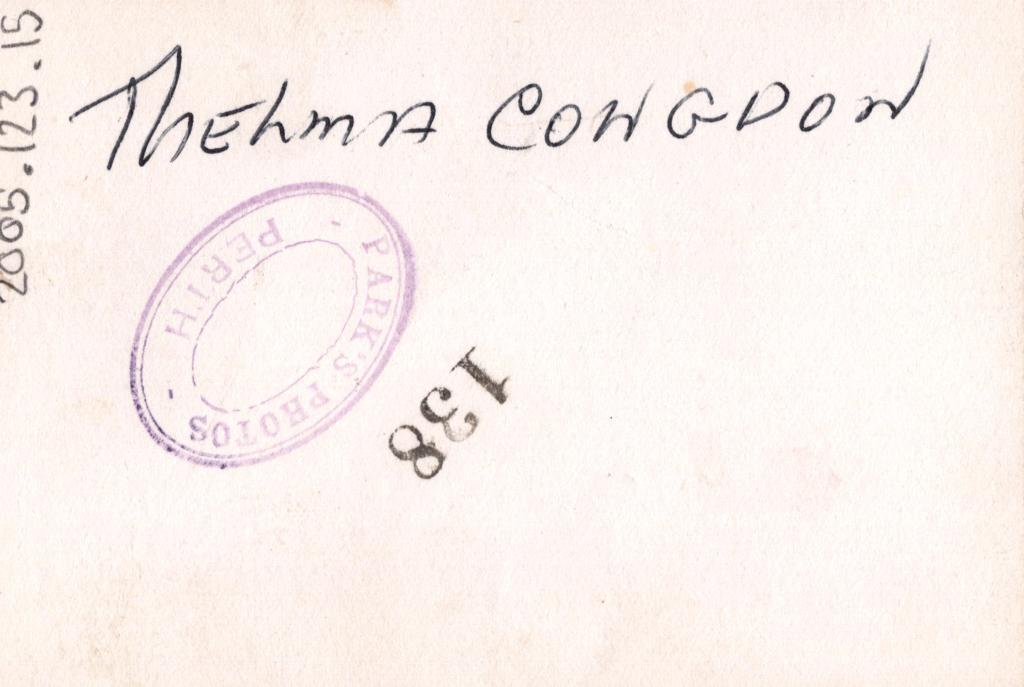 2005.123.15
THELMA CONGDON
- PARK'S PHOTOS -
PERTH
138